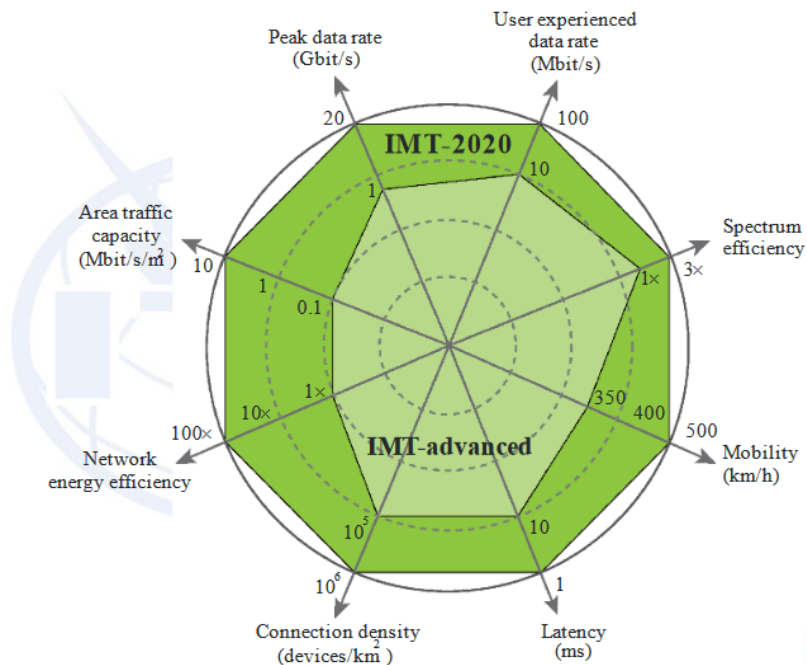 Peak data rate
(Gbit/s)
User experienced
data rate
(Mbit/s)
20
100
IMT-2020
1
10
Area traffic
capacity
(Mbit/s/m²)
Spectrum
efficiency
10
1
0.1
1×
3×
1×
10×
100×
350
400
500
Network
energy efficiency
IMT-advanced
Mobility
(km/h)
10⁵
10
10⁶
1
Connection density
(devices/km²)
Latency
(ms)